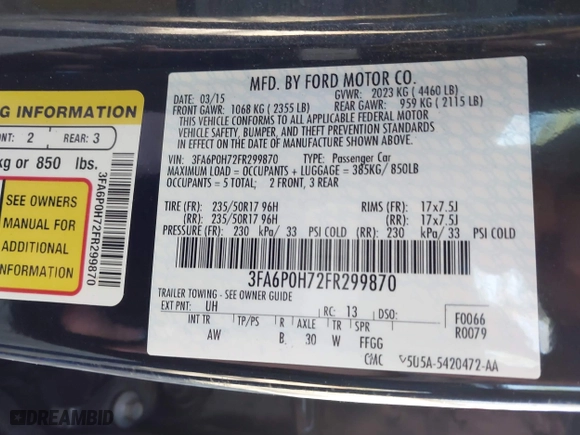 NG INFORMATION
NT: 2 REAR: 3
kg or 850 lbs.
SEE OWNERS
MANUAL FOR
ADDITIONAL
INFORMATION
3FA6P0H72FR299870
MFD. BY FORD MOTOR CO.
DATE: 03/15 GVWR: 2023 KG ( 4460 LB)
FRONT GAWR: 1068 KG ( 2355 LB) REAR GAWR: 959 KG ( 2115 LB)
THIS VEHICLE CONFORMS TO ALL APPLICABLE FEDERAL MOTOR
VEHICLE SAFETY, BUMPER, AND THEFT PREVENTION STANDARDS IN
EFFECT ON THE DATE OF MANUFACTURE SHOWN ABOVE.
VIN: 3FA6P0H72FR299870 TYPE: Passenger Car
MAXIMUM LOAD = OCCUPANTS + LUGGAGE = 385KG/850LB
OCCUPANTS = 5 TOTAL; 2 FRONT, 3 REAR
TIRE (FR): 235/50R17 96H RIMS (FR): 17x7.5J
(RR): 235/50R17 96H (RR): 17x7.5J
PRESSURE (FR): 230 kPa/ 33 PSI COLD (RR): 230 kPa/ 33 PSI COLD
3FA6P0H72FR299870
TRAILER TOWING - SEE OWNER GUIDE
EXT PNT: UH RC: 13 DSO: F0066
R0079
INT TR TP/PS R AXLE TR SPR
AW B 30 W FFGG
5U5A-5420472-AA
DREAMBID